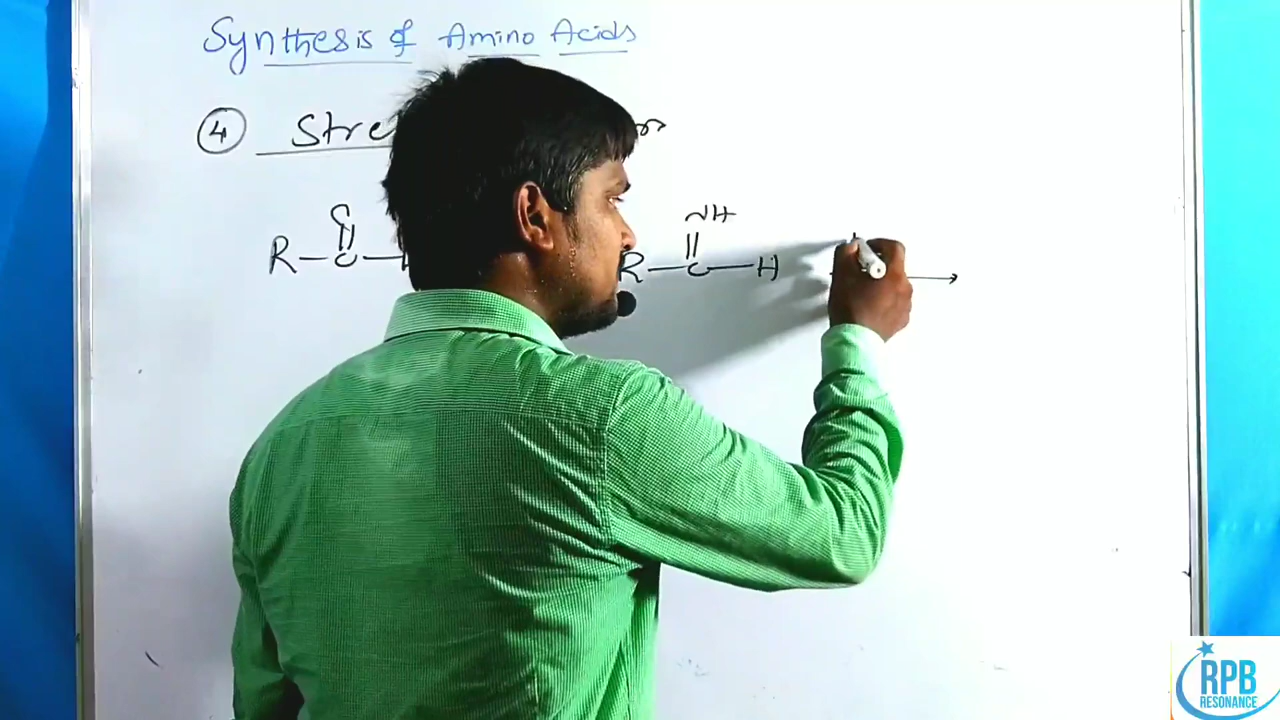 Synthesis of Amino Acids
④ Stre
NH
R-C-
R-C-H
RPB
RESONANCE